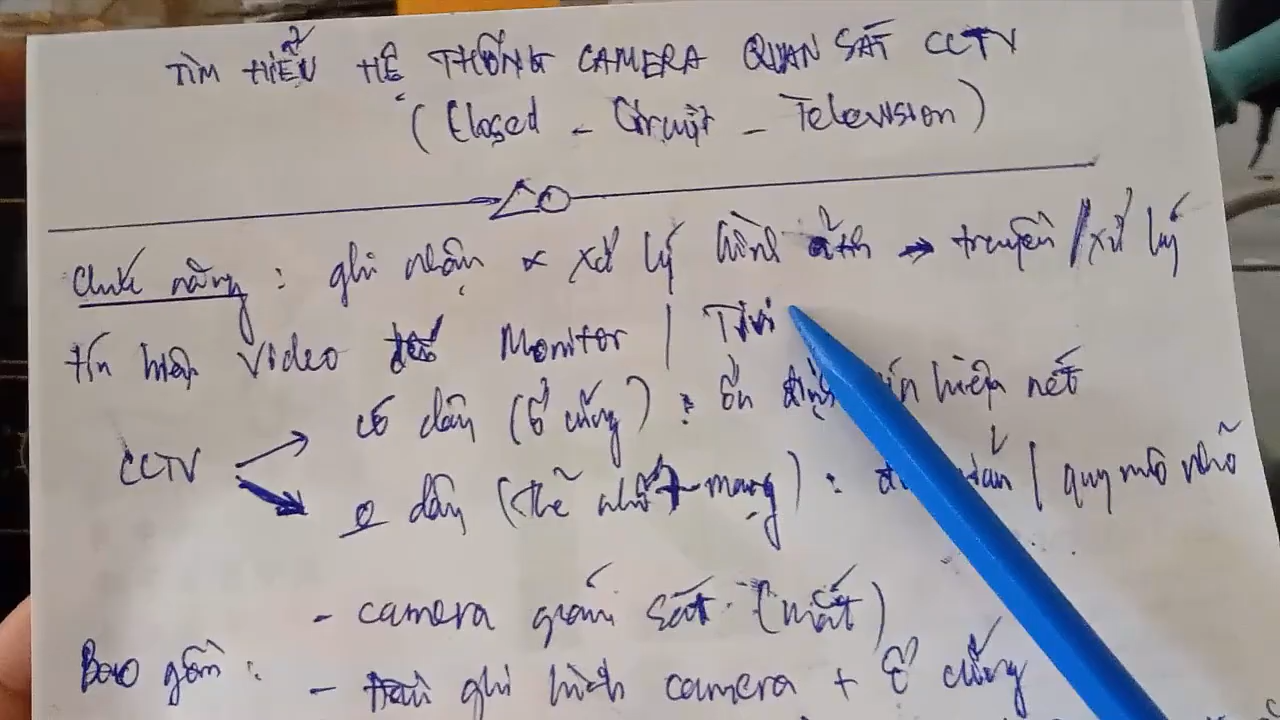 TÌM HIỂU HỆ THỐNG CAMERA QUAN SÁT CCTV
(Closed - Circuit - Television)
Chức năng : ghi nhận & xử lý hình ảnh → truyền / xử lý
tín hiệu Video Monitor / Tivi
có dây (ổ cứng) : ổn định tín hiệu nét
CCTV
0 dây (thẻ nhớ + mạng) : / quy mô nhỏ
- camera giám sát (mắt)
Bao gồm :
- ghi hình camera + ổ cứng